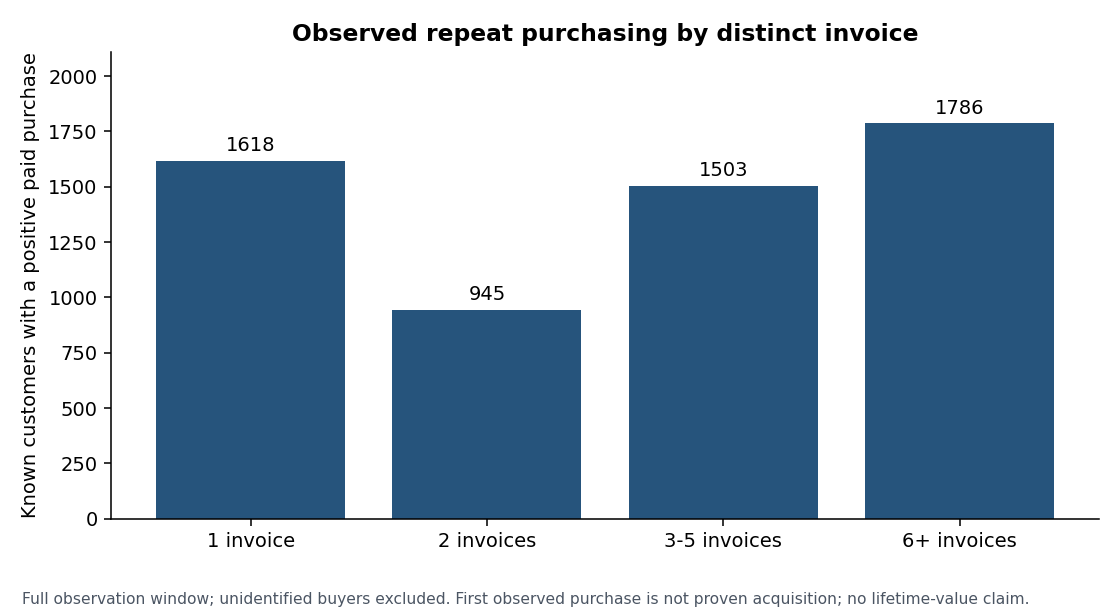 Observed repeat purchasing by distinct invoice
Known customers with a positive paid purchase
2000
1750
1500
1250
1000
750
500
250
0
1618
945
1503
1786
1 invoice
2 invoices
3-5 invoices
6+ invoices
Full observation window; unidentified buyers excluded. First observed purchase is not proven acquisition; no lifetime-value claim.